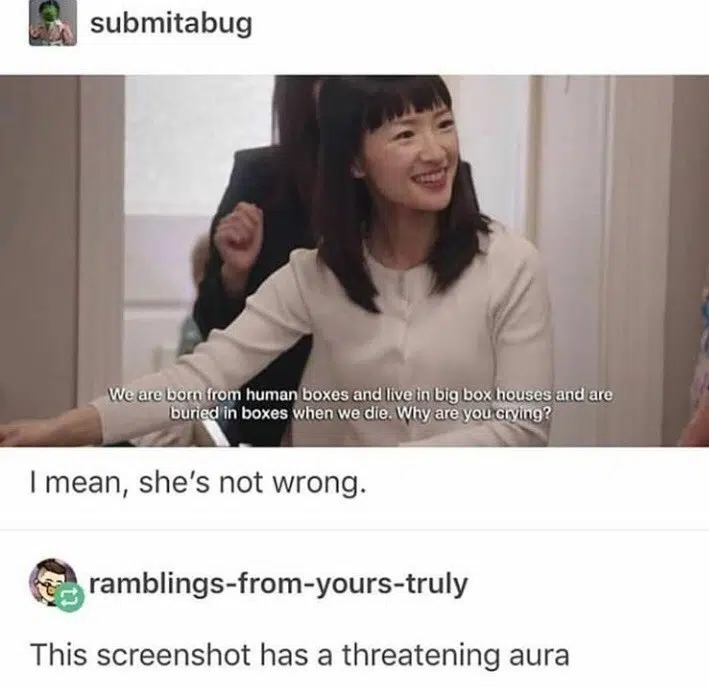 submitabug
We are born from human boxes and live in big box houses and are
buried in boxes when we die. Why are you crying?
I mean, she's not wrong.
ramblings-from-yours-truly
This screenshot has a threatening aura